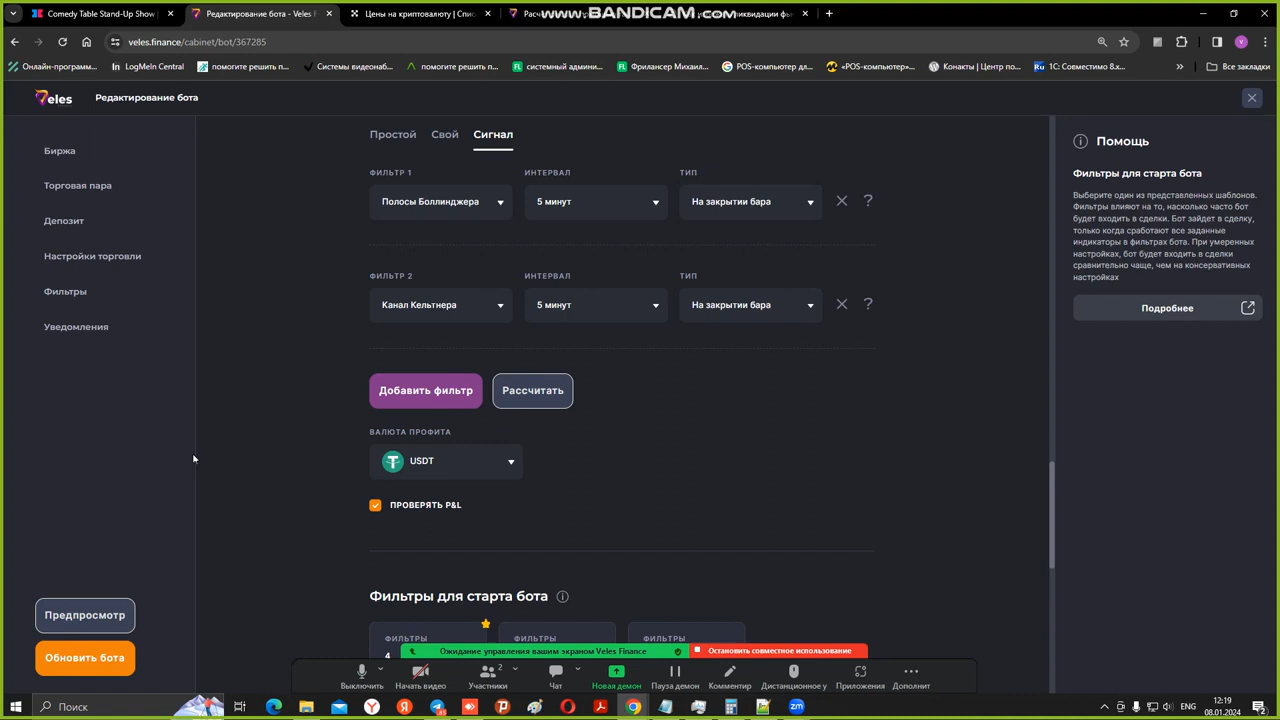 Comedy Table Stand-Up Show
Редактирование бота - Veles F
Цены на криптовалюту | Спис
Расч
ликвидации фью
www.BANDICAM.com
veles.finance/cabinet/bot/367285
Онлайн-программ...
LogMeIn Central
помогите решить п...
Системы видеонаб...
помогите решить п...
системный админи...
Фрилансер Михаил...
POS-компьютер дл...
«POS-компьютер»...
Конакты | Центр по...
1С: Совместимо 8.x...
Все закладки
Veles
Редактирование бота
Биржа
Торговая пара
Депозит
Настройки торговли
Фильтры
Уведомления
Предпросмотр
Обновить бота
Простой
Свой
Сигнал
ФИЛЬТР 1
ИНТЕРВАЛ
ТИП
Полосы Боллинджера
5 минут
На закрытии бара
ФИЛЬТР 2
ИНТЕРВАЛ
ТИП
Канал Кельтнера
5 минут
На закрытии бара
Добавить фильтр
Рассчитать
ВАЛЮТА ПРОФИТА
USDT
ПРОВЕРЯТЬ P&L
Фильтры для старта бота
ФИЛЬТРЫ
ФИЛЬТРЫ
ФИЛЬТРЫ
4
Помощь
Фильтры для старта бота
Выберите один из представленных шаблонов.
Фильтры влияют на то, насколько часто бот
будет входить в сделки. Бот зайдет в сделку,
только когда сработают все заданные
индикаторы в фильтрах бота. При умеренных
настройках, бот будет входить в сделки
сравнительно чаще, чем на консервативных
настройках
Подробнее
Ожидание управления вашим экраном Veles Finance
Остановить совместное использование
Выключить
Начать видео
2
Участники
Чат
Новая демон
Пауза демон
Комментир
Дистанционное у
Приложения
Дополнит
Поиск
ENG
12:19
08.01.2024